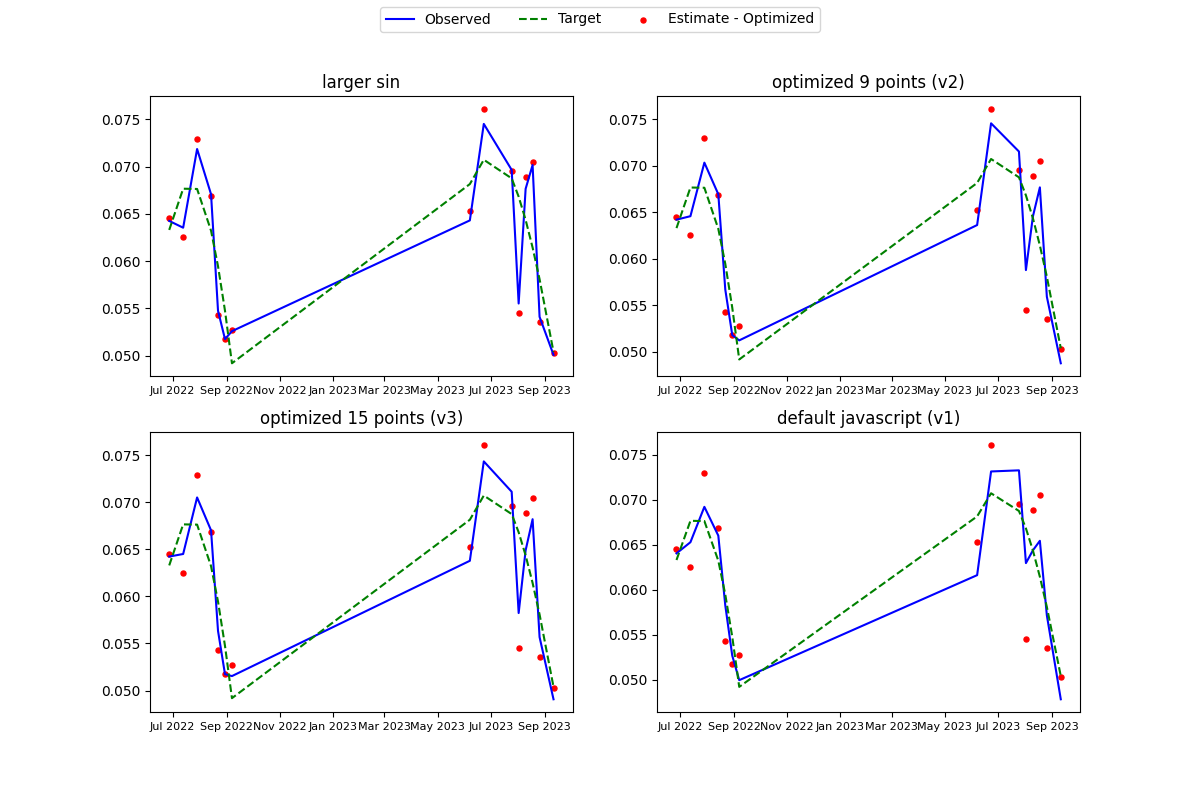 Observed Target Estimate - Optimized
larger sin
0.075
0.070
0.065
0.060
0.055
0.050
Jul 2022 Sep 2022 Nov 2022 Jan 2023 Mar 2023 May 2023 Jul 2023 Sep 2023
optimized 9 points (v2)
0.075
0.070
0.065
0.060
0.055
0.050
Jul 2022 Sep 2022 Nov 2022 Jan 2023 Mar 2023 May 2023 Jul 2023 Sep 2023
optimized 15 points (v3)
0.075
0.070
0.065
0.060
0.055
0.050
Jul 2022 Sep 2022 Nov 2022 Jan 2023 Mar 2023 May 2023 Jul 2023 Sep 2023
default javascript (v1)
0.075
0.070
0.065
0.060
0.055
0.050
Jul 2022 Sep 2022 Nov 2022 Jan 2023 Mar 2023 May 2023 Jul 2023 Sep 2023